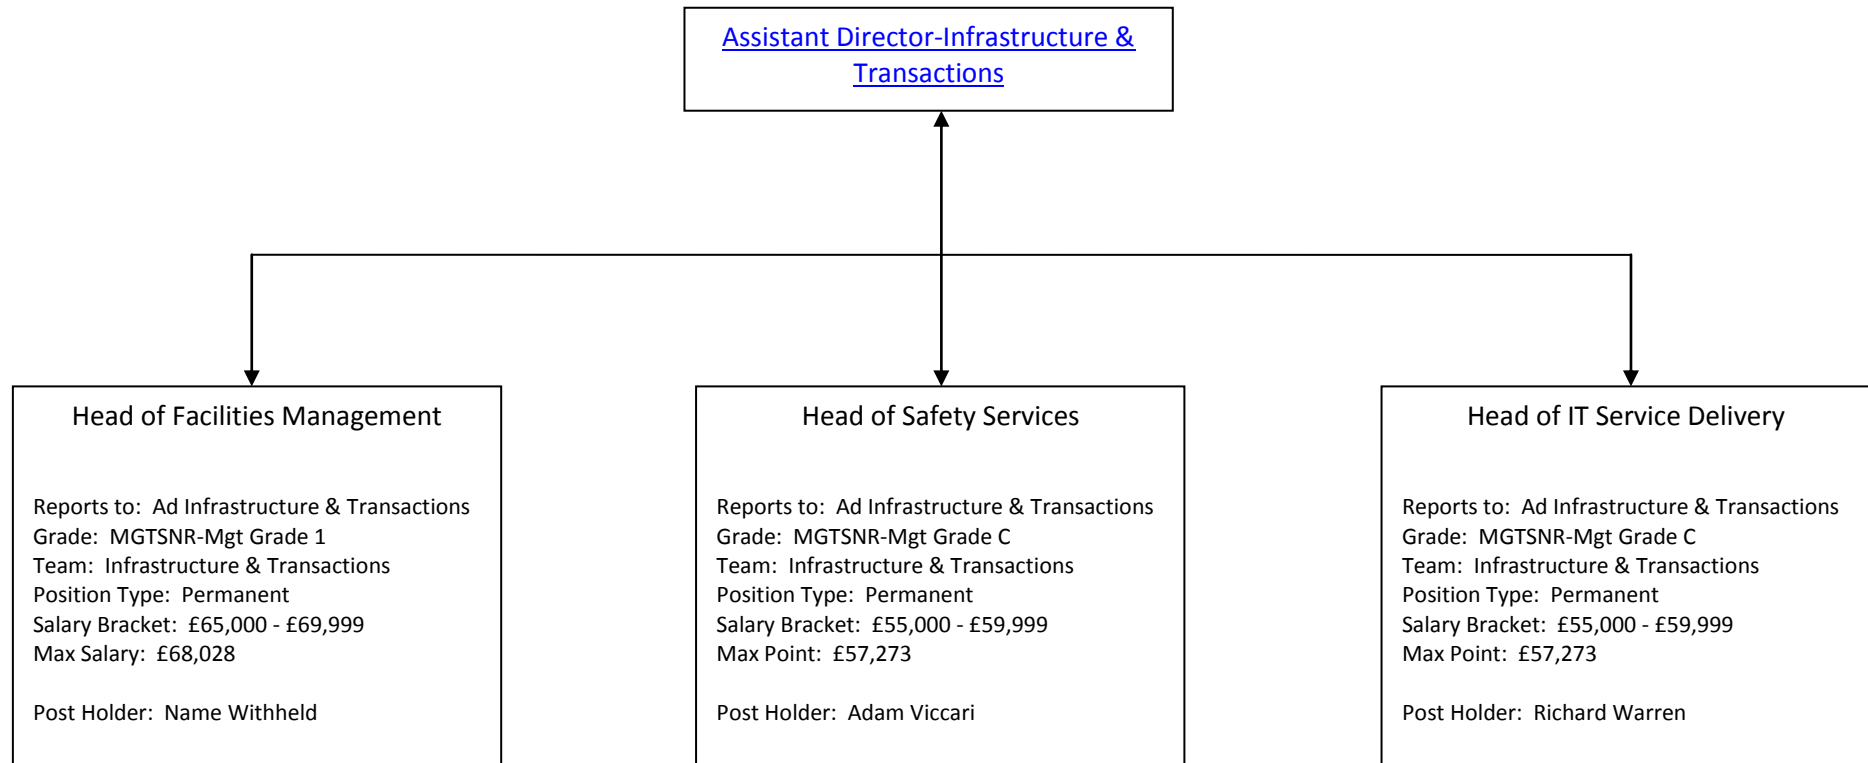 Assistant Director-Infrastructure &
Transactions
Head of Facilities Management
Reports to:  Ad Infrastructure & Transactions
Grade:  MGTSNR-Mgt Grade 1
Team:  Infrastructure & Transactions
Position Type:  Permanent
Salary Bracket:  £65,000 - £69,999
Max Salary:  £68,028
Post Holder:  Name Withheld
Head of Safety Services
Reports to:  Ad Infrastructure & Transactions
Grade:  MGTSNR-Mgt Grade C
Team:  Infrastructure & Transactions
Position Type:  Permanent
Salary Bracket:  £55,000 - £59,999
Max Point:  £57,273
Post Holder:  Adam Viccari
Head of IT Service Delivery
Reports to:  Ad Infrastructure & Transactions
Grade:  MGTSNR-Mgt Grade C
Team:  Infrastructure & Transactions
Position Type:  Permanent
Salary Bracket:  £55,000 - £59,999
Max Point:  £57,273
Post Holder:  Richard Warren